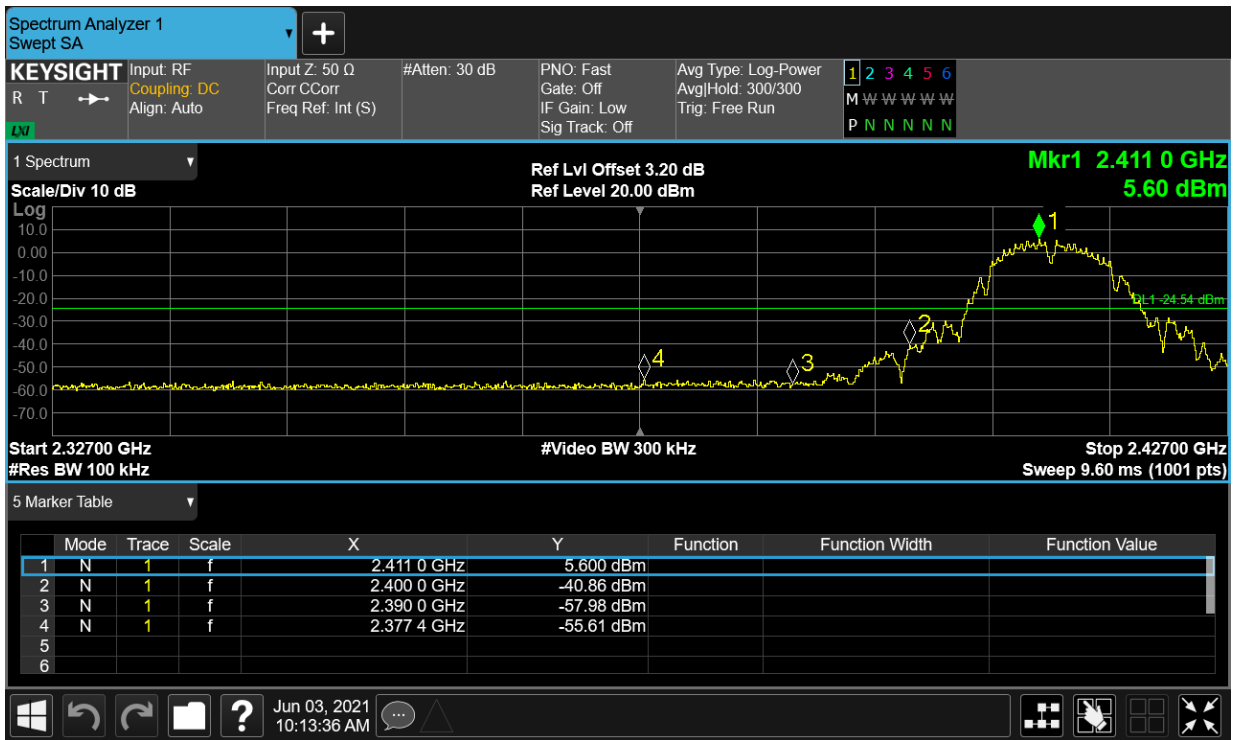 Spectrum Analyzer 1
Swept SA
+
KEYSIGHT Input: RF Input Z: 50 Ω #Atten: 30 dB PNO: Fast Avg Type: Log-Power 1 2 3 4 5 6
R T Coupling: DC Corr CCorr Gate: Off Avg|Hold: 300/300 M W W W W W
Align: Auto Freq Ref: Int (S) IF Gain: Low Trig: Free Run P N N N N N
LXI Sig Track: Off
1 Spectrum Ref Lvl Offset 3.20 dB Mkr1 2.411 0 GHz
Scale/Div 10 dB Ref Level 20.00 dBm 5.60 dBm
Log
10.0
0.00
-10.0
-20.0
-30.0
-40.0
-50.0
-60.0
-70.0
1
DL1 -24.54 dBm
2
4
3
Start 2.32700 GHz #Video BW 300 kHz Stop 2.42700 GHz
#Res BW 100 kHz Sweep 9.60 ms (1001 pts)
5 Marker Table
Mode Trace Scale X Y Function Function Width Function Value
1 N 1 f 2.411 0 GHz 5.600 dBm
2 N 1 f 2.400 0 GHz -40.86 dBm
3 N 1 f 2.390 0 GHz -57.98 dBm
4 N 1 f 2.377 4 GHz -55.61 dBm
5
6
? Jun 03, 2021
10:13:36 AM